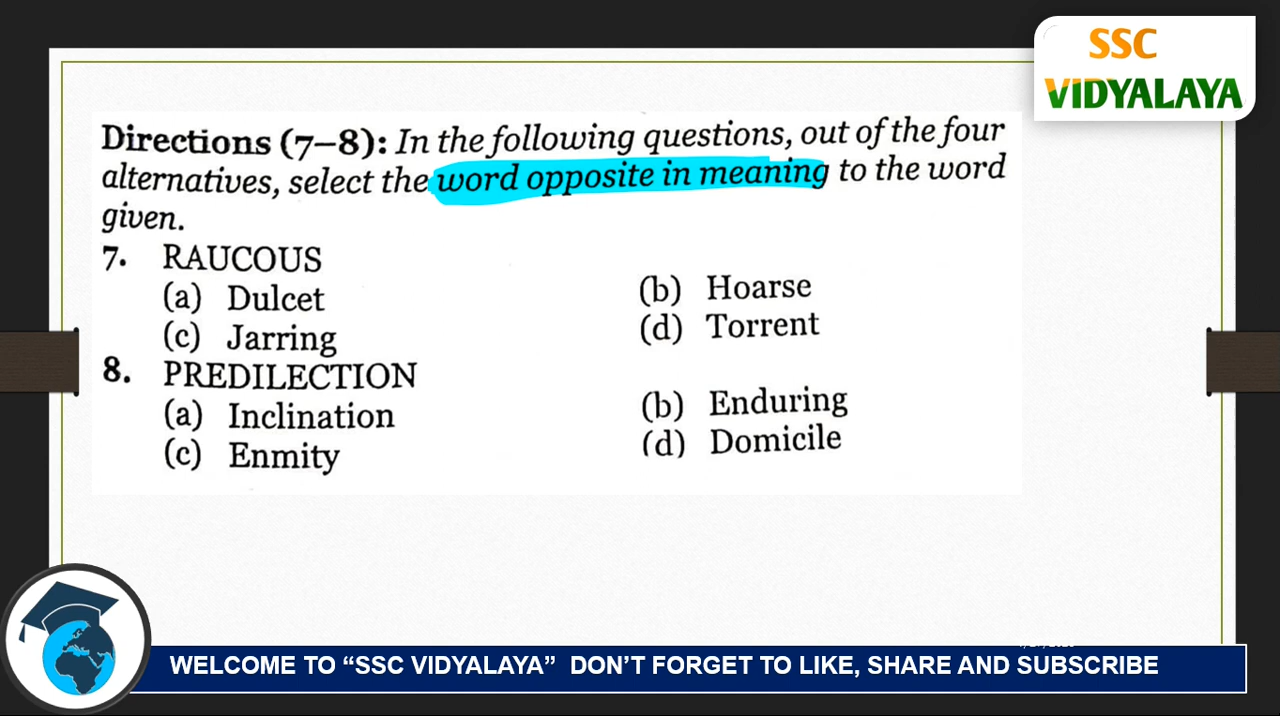 SSC
VIDYALAYA
Directions (7–8): In the following questions, out of the four
alternatives, select the word opposite in meaning to the word
given.
7. RAUCOUS
(a) Dulcet (b) Hoarse
(c) Jarring (d) Torrent
8. PREDILECTION
(a) Inclination (b) Enduring
(c) Enmity (d) Domicile
WELCOME TO “SSC VIDYALAYA” DON’T FORGET TO LIKE, SHARE AND SUBSCRIBE